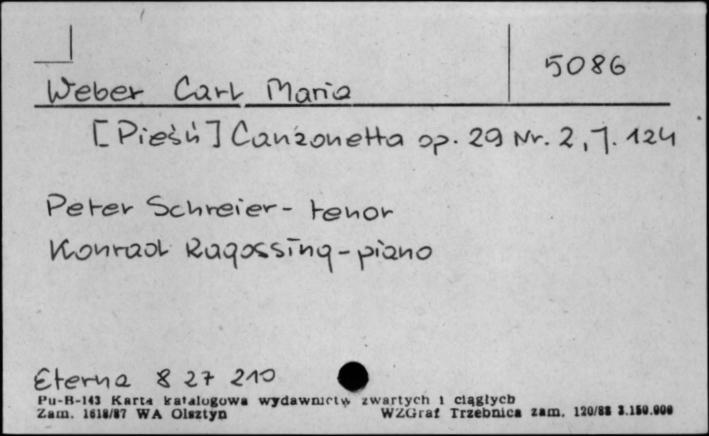 5086
Weber Carl Maria
[Pieśń] Canzonetta op. 29 Nr. 2, J. 124
Peter Schreier - tenor
Konrad Ragossing - piano
Eterna 8 27 210
Pu-B-143 Karta katalogowa wydawnictw zwartych i ciągłych
Zam. 1618/87 WA Olsztyn WZGraf Trzebnica zam. 120/88 3.150.000